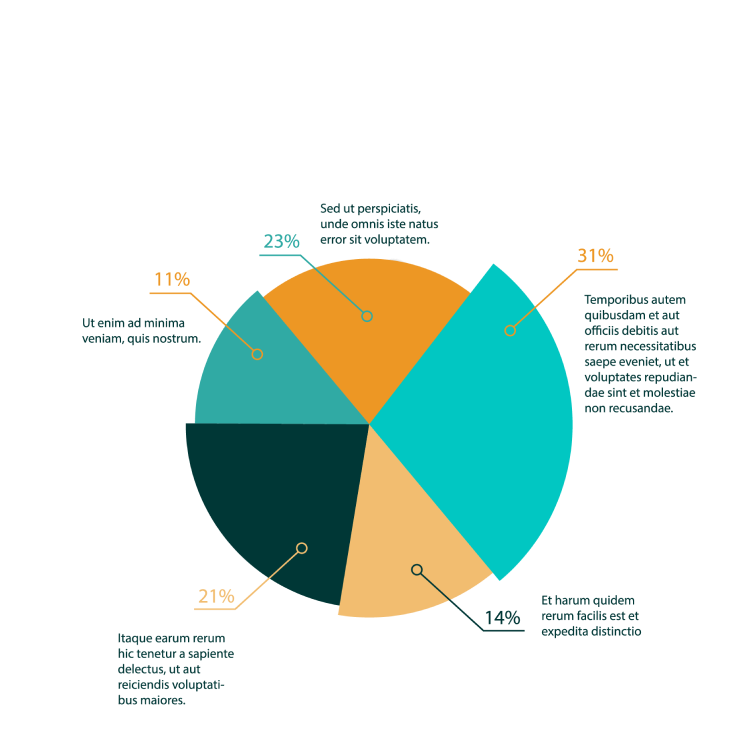 Sed ut perspiciatis,
unde omnis iste natus
error sit voluptatem.
23%
31%
Temporibus autem
quibusdam et aut
officiis debitis aut
rerum necessitatibus
saepe eveniet, ut et
voluptates repudian-
dae sint et molestiae
non recusandae.
11%
Ut enim ad minima
veniam, quis nostrum.
21%
Itaque earum rerum
hic tenetur a sapiente
delectus, ut aut
reiciendis voluptati-
bus maiores.
14%
Et harum quidem
rerum facilis est et
expedita distinctio